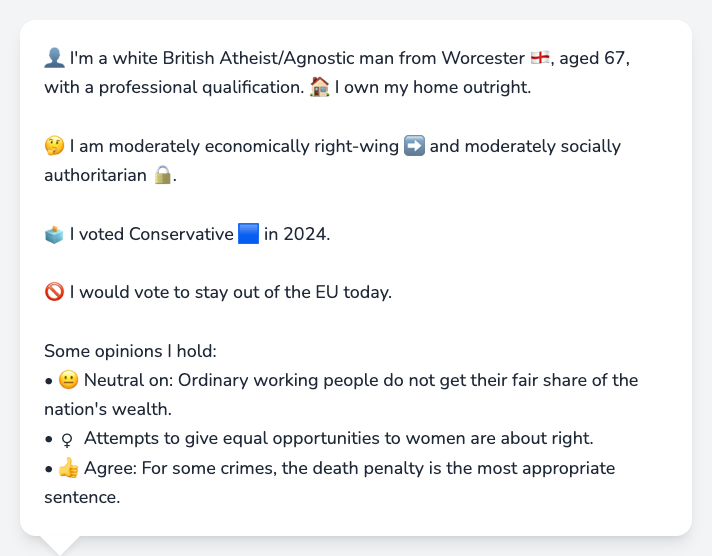 👤 I'm a white British Atheist/Agnostic man from Worcester 🏴󠁧󠁢󠁥󠁮󠁧󠁿, aged 67,
with a professional qualification. 🏠 I own my home outright.
🤔 I am moderately economically right-wing ➡️ and moderately socially
authoritarian 🔒.
🗳️ I voted Conservative 🟦 in 2024.
🚫 I would vote to stay out of the EU today.
Some opinions I hold:
• 😐 Neutral on: Ordinary working people do not get their fair share of the
nation's wealth.
• ♀ Attempts to give equal opportunities to women are about right.
• 👍 Agree: For some crimes, the death penalty is the most appropriate
sentence.